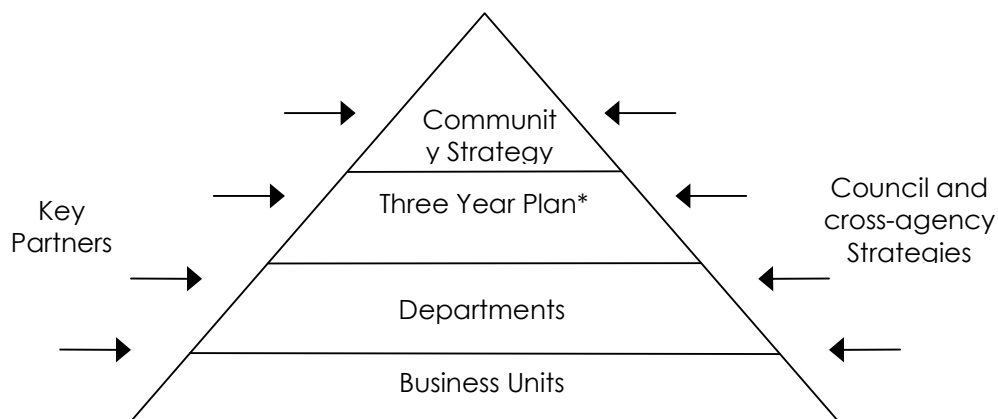 Communit
y Strategy
Three Year Plan*
Key
Partners
Council and
cross-agency
Strategies
Departments
Business Units